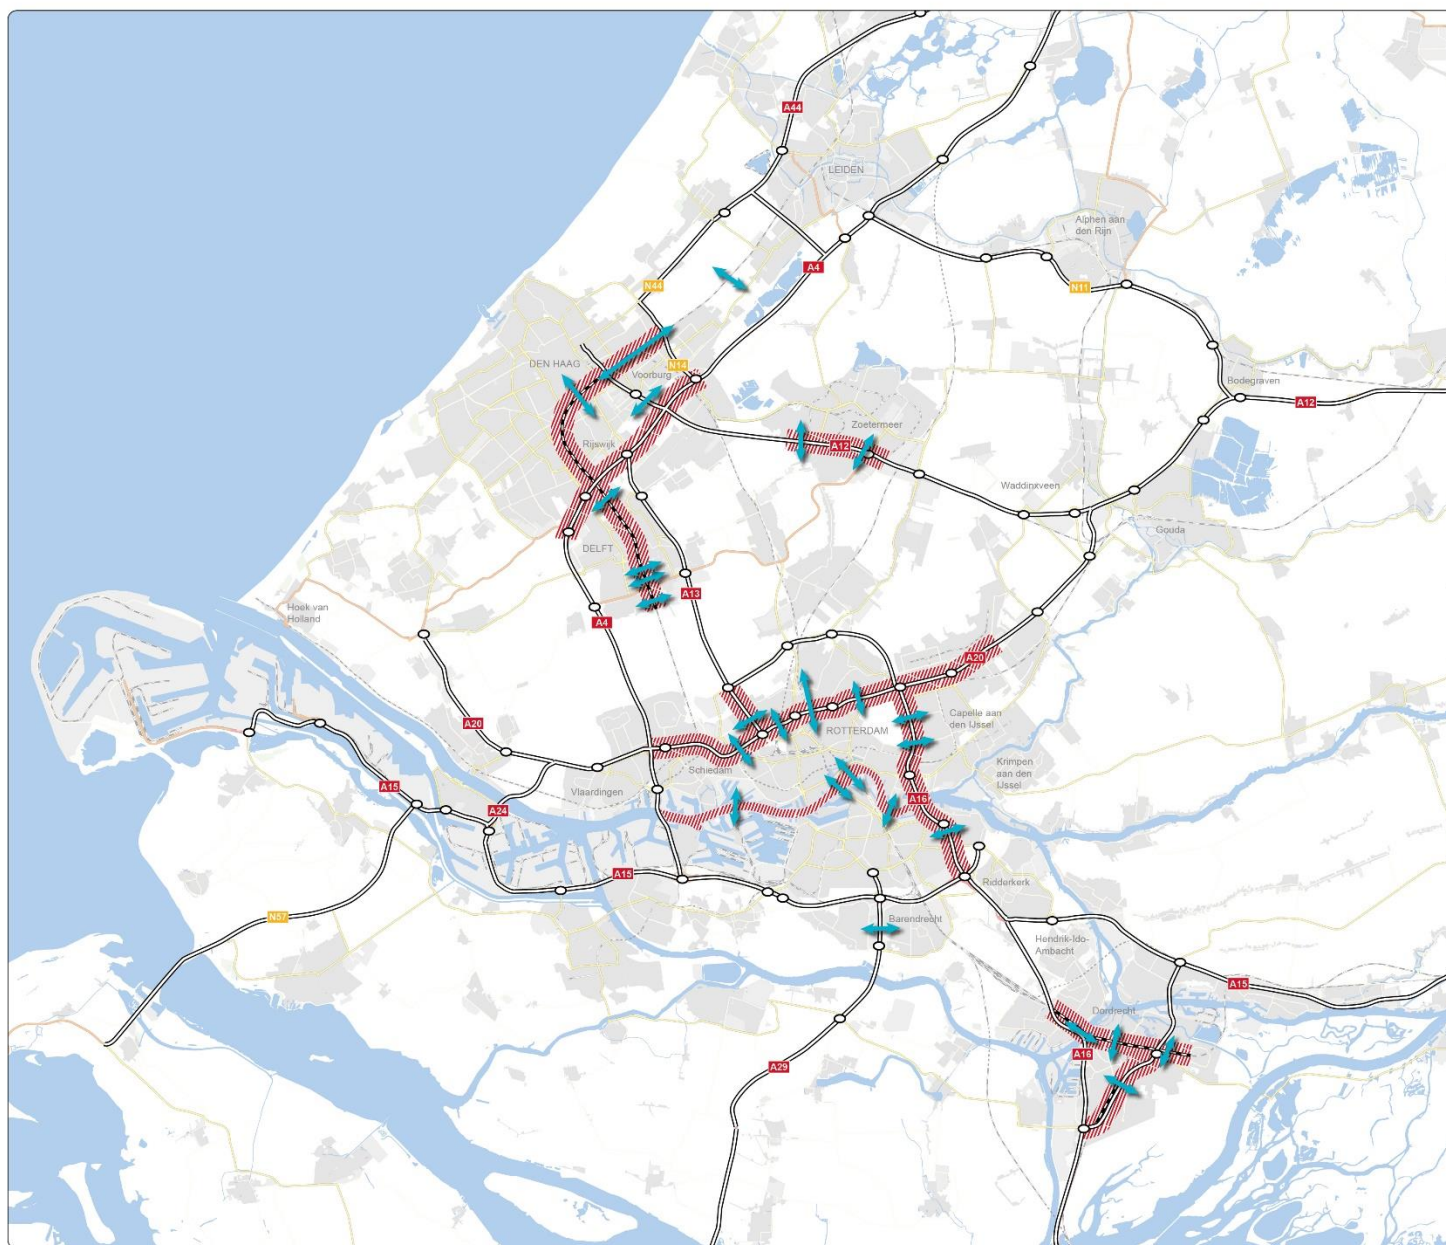 A44
LEIDEN
Alphen aan
den Rijn
A4
N44
N11
DEN HAAG
Voorburg
N14
Bodegraven
A12
Zoetermeer
Rijswijk
A12
Waddinxveen
Gouda
DELFT
A13
Hoek van
Holland
A4
A20
A20
Capelle aan
den IJssel
ROTTERDAM
Schiedam
Krimpen
aan den
IJssel
A15
Vlaardingen
A24
A16
A15
Ridderkerk
N57
Barendrecht
Hendrik-Ido-
Ambacht
A15
Dordrecht
A16
A29